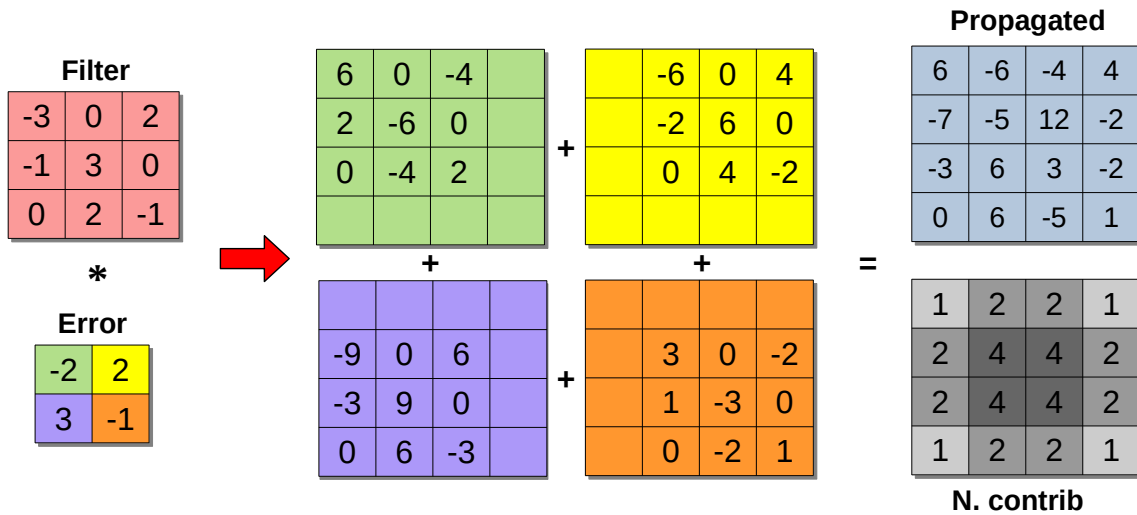 Filter
-3 0 2
-1 3 0
0 2 -1
*
Error
-2 2
3 -1
6 0 -4
2 -6 0
0 -4 2
+
-6 0 4
-2 6 0
0 4 -2
+
+
-9 0 6
-3 9 0
0 6 -3
+
3 0 -2
1 -3 0
0 -2 1
=
Propagated
6 -6 -4 4
-7 -5 12 -2
-3 6 3 -2
0 6 -5 1
1 2 2 1
2 4 4 2
2 4 4 2
1 2 2 1
N. contrib